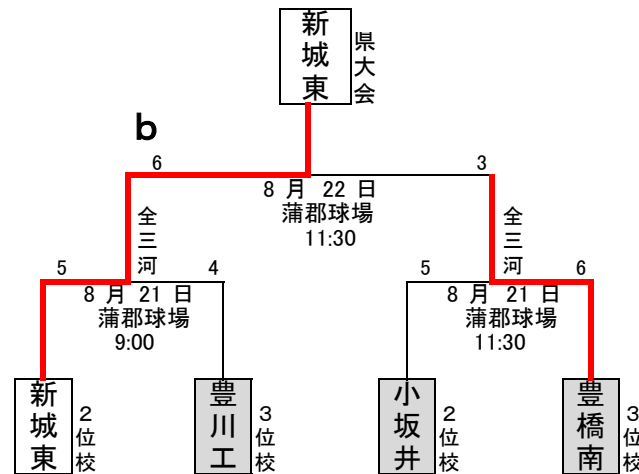 新城東
県大会
b
6
3
8月22日
蒲郡球場
11:30
全三河
全三河
5
4
5
6
8月21日
蒲郡球場
9:00
8月21日
蒲郡球場
11:30
新城東
2位校
豊川工
3位校
小坂井
2位校
豊橋南
3位校